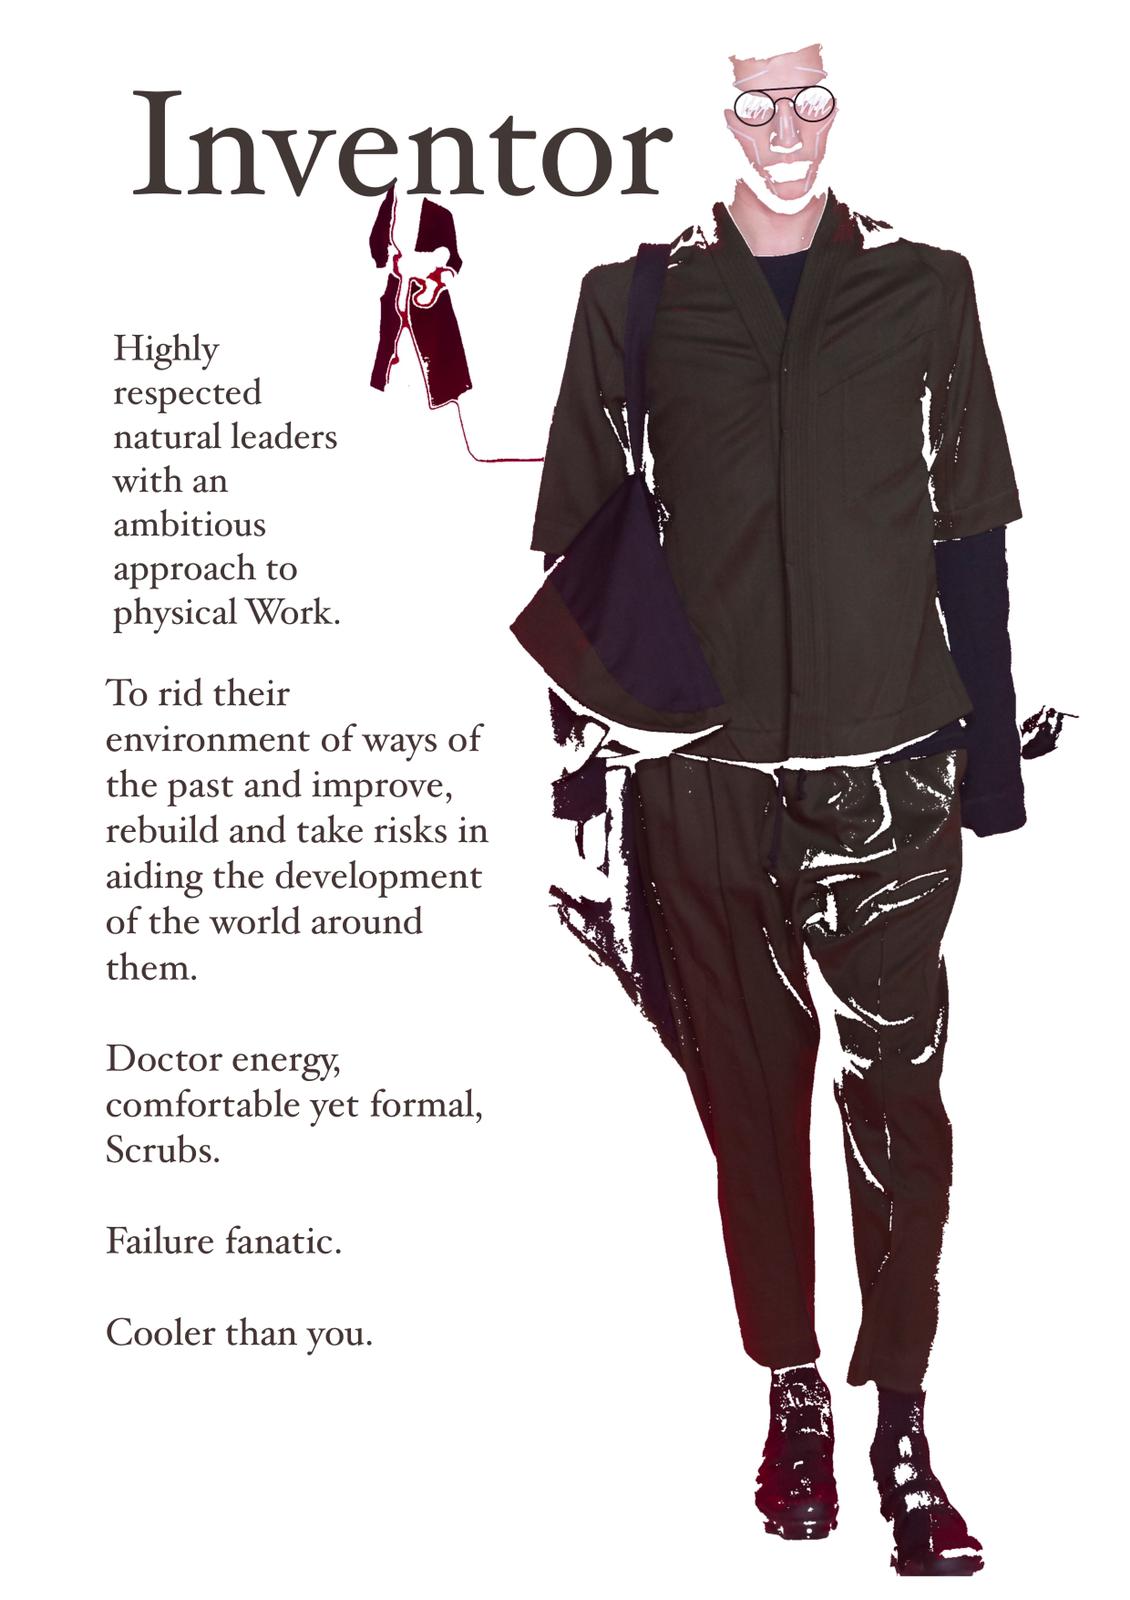 Inventor
Highly
respected
natural leaders
with an
ambitious
approach to
physical Work.
To rid their
environment of ways of
the past and improve,
rebuild and take risks in
aiding the development
of the world around
them.
Doctor energy,
comfortable yet formal,
Scrubs.
Failure fanatic.
Cooler than you.